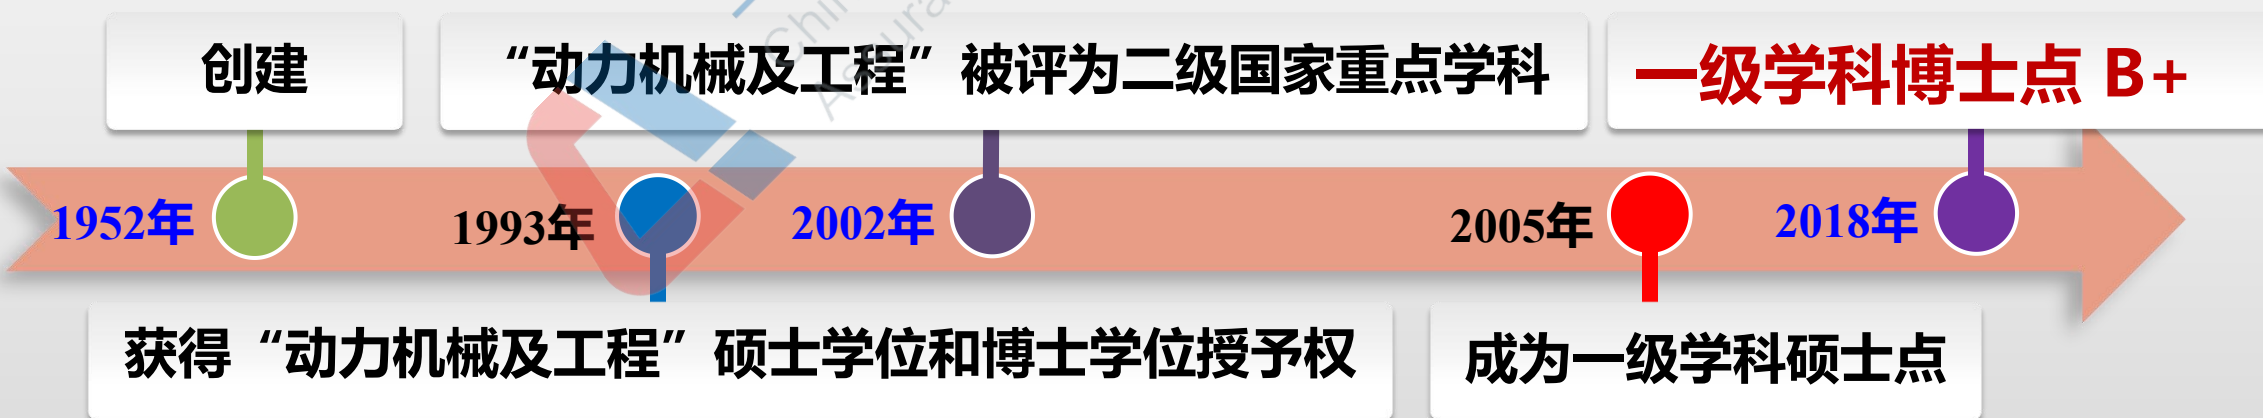 创建
“动力机械及工程”被评为二级国家重点学科
一级学科博士点 B+
1952年
1993年
2002年
2005年
2018年
获得“动力机械及工程”硕士学位和博士学位授予权
成为一级学科硕士点